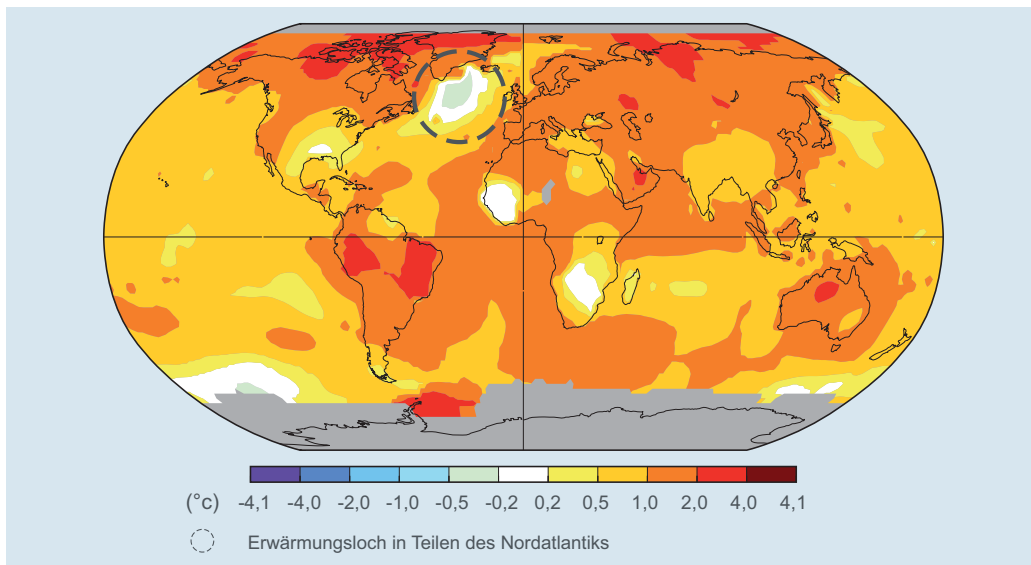 (°c) -4,1 -4,0 -2,0 -1,0 -0,5 -0,2 0,2 0,5 1,0 2,0 4,0 4,1
Erwärmungsloch in Teilen des Nordatlantiks